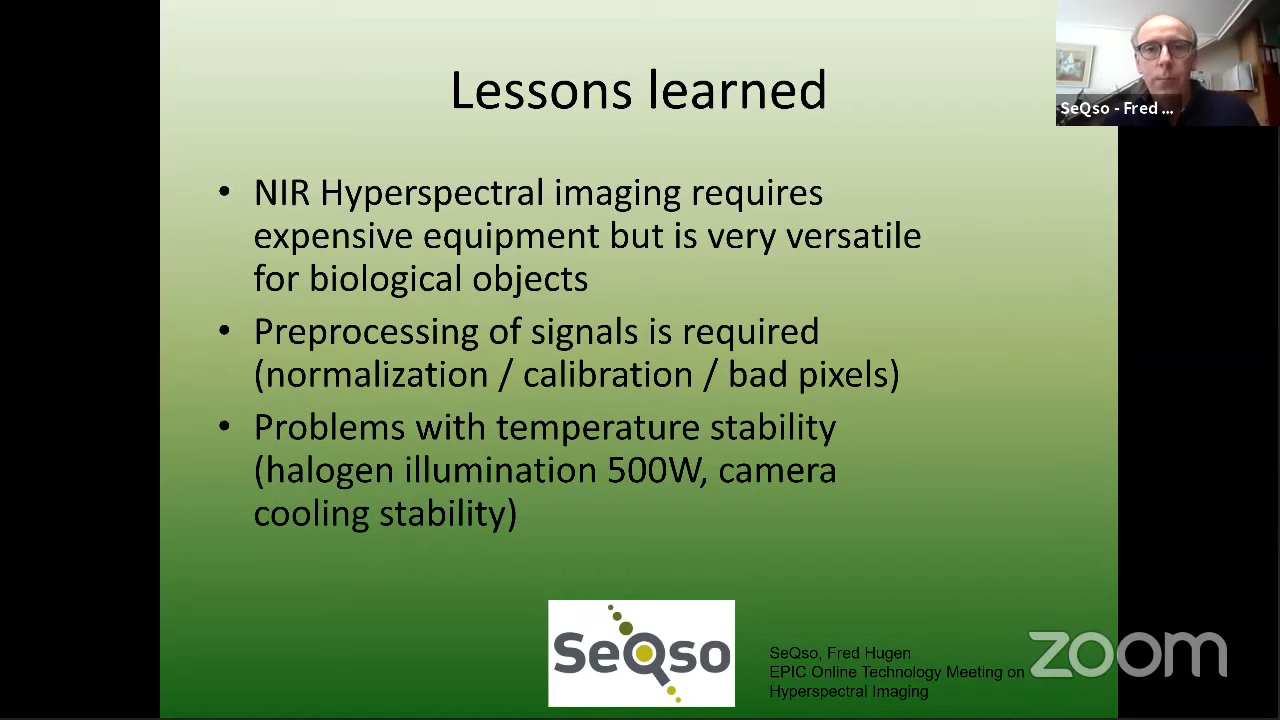 Lessons learned
SeQso - Fred ...
• NIR Hyperspectral imaging requires
expensive equipment but is very versatile
for biological objects
• Preprocessing of signals is required
(normalization / calibration / bad pixels)
• Problems with temperature stability
(halogen illumination 500W, camera
cooling stability)
SeQso
SeQso, Fred Hugen
EPIC Online Technology Meeting on
Hyperspectral Imaging
zoom